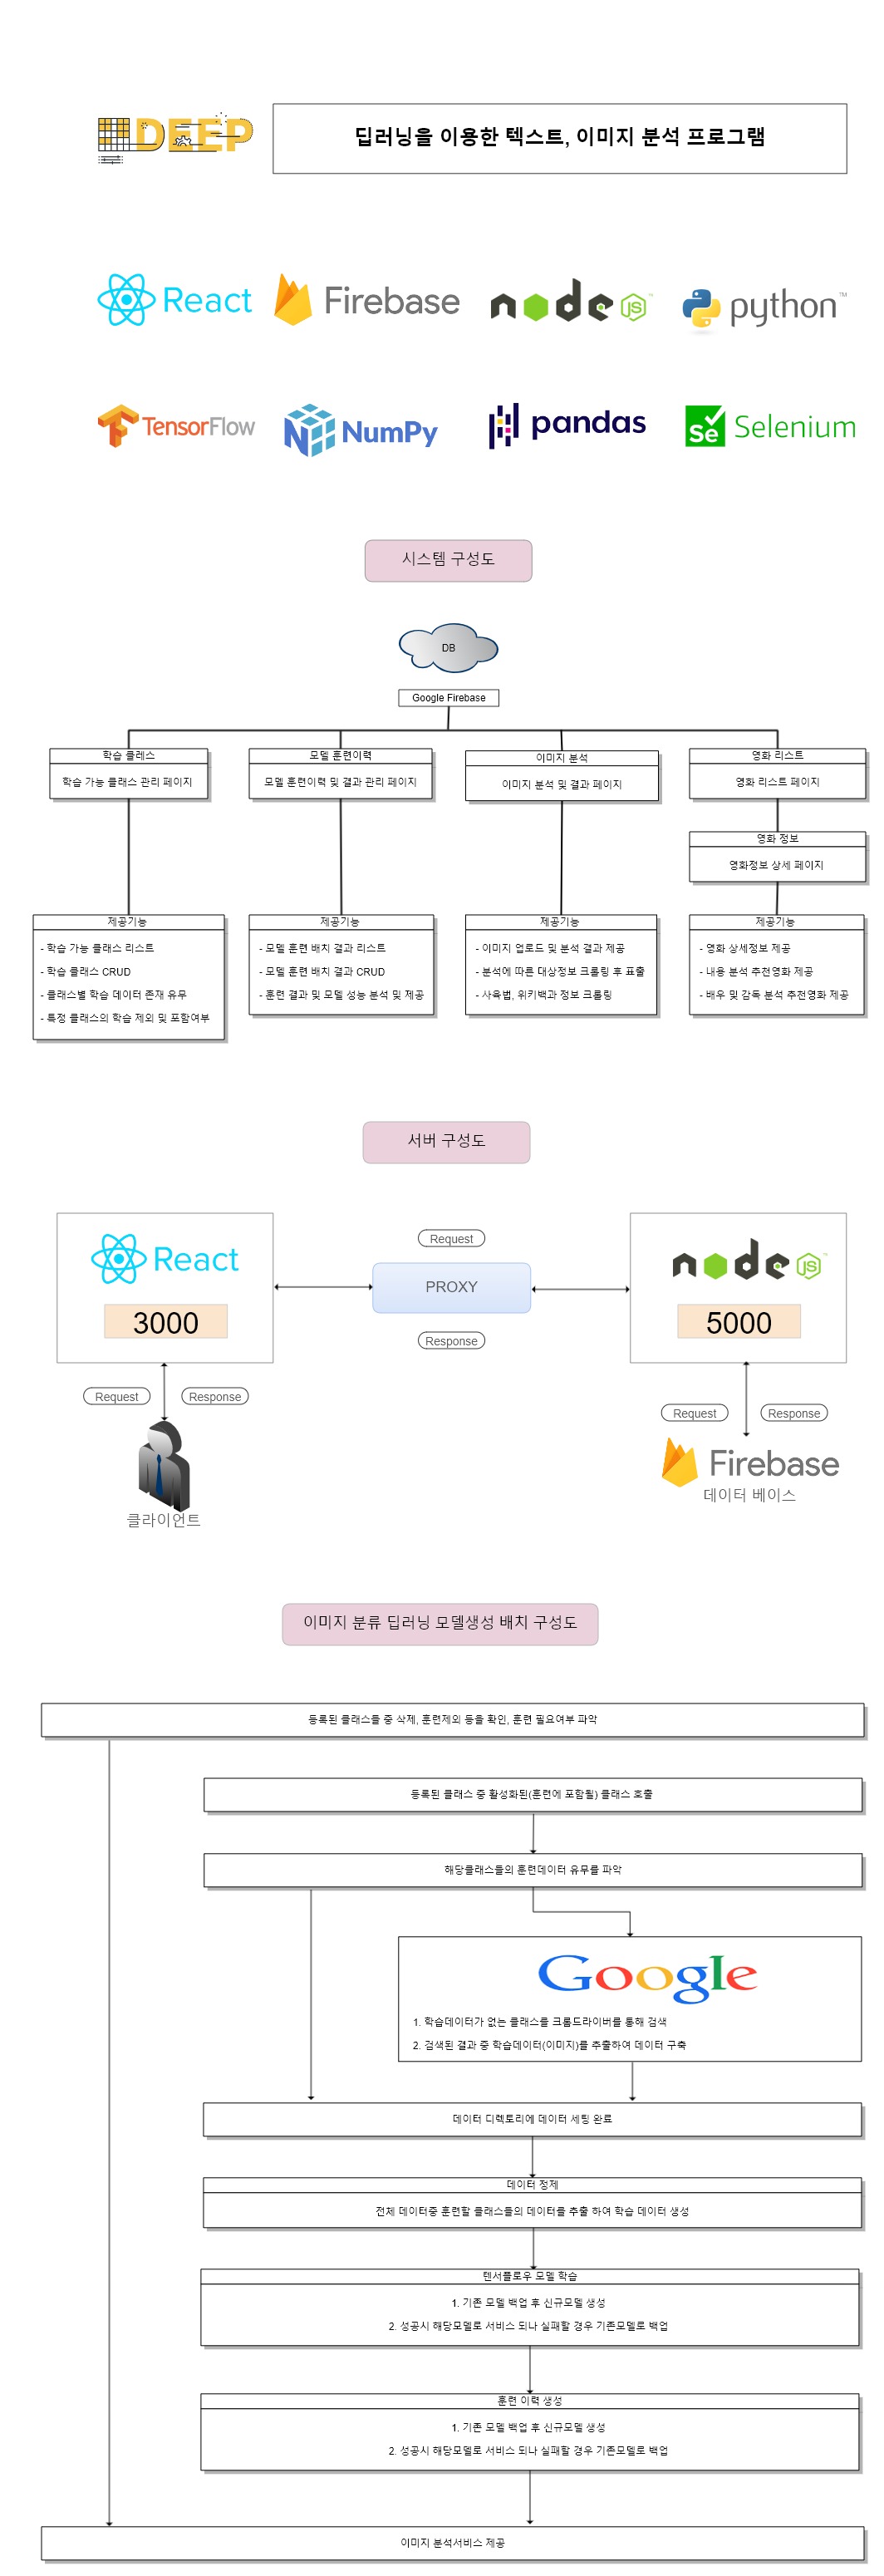 DEEP
딥러닝을 이용한 텍스트, 이미지 분석 프로그램
React
Firebase
node JS ™
python ™
TensorFlow
NumPy
pandas
Se Selenium
시스템 구성도
DB
Google Firebase
학습 클레스
학습 가능 클래스 관리 페이지
모델 훈련이력
모델 훈련이력 및 결과 관리 페이지
이미지 분석
이미지 분석 및 결과 페이지
영화 리스트
영화 리스트 페이지
영화 정보
영화정보 상세 페이지
제공기능
- 학습 가능 클래스 리스트
- 학습 클래스 CRUD
- 클래스별 학습 데이터 존재 유무
- 특정 클래스의 학습 제외 및 포함여부
제공기능
- 모델 훈련 배치 결과 리스트
- 모델 훈련 배치 결과 CRUD
- 훈련 결과 및 모델 성능 분석 및 제공
제공기능
- 이미지 업로드 및 분석 결과 제공
- 분석에 따른 대상정보 크롤링 후 표출
- 사육법, 위키백과 정보 크롤링
제공기능
- 영화 상세정보 제공
- 내용 분석 추천영화 제공
- 배우 및 감독 분석 추천영화 제공
서버 구성도
React
3000
Request
PROXY
Response
node JS ™
5000
Request
Response
클라이언트
Request
Response
Firebase
데이터 베이스
이미지 분류 딥러닝 모델생성 배치 구성도
등록된 클래스들 중 삭제, 훈련제외 등을 확인, 훈련 필요여부 파악
등록된 클래스 중 활성화된(훈련에 포함될) 클래스 호출
해당클래스들의 훈련데이터 유무를 파악
Google
1. 학습데이터가 없는 클래스를 크롬드라이버를 통해 검색
2. 검색된 결과 중 학습데이터(이미지)를 추출하여 데이터 구축
데이터 디렉토리에 데이터 세팅 완료
데이터 정제
전체 데이터중 훈련할 클래스들의 데이터를 추출 하여 학습 데이터 생성
텐서플로우 모델 학습
1. 기존 모델 백업 후 신규모델 생성
2. 성공시 해당모델로 서비스 되나 실패할 경우 기존모델로 백업
훈련 이력 생성
1. 기존 모델 백업 후 신규모델 생성
2. 성공시 해당모델로 서비스 되나 실패할 경우 기존모델로 백업
이미지 분석서비스 제공